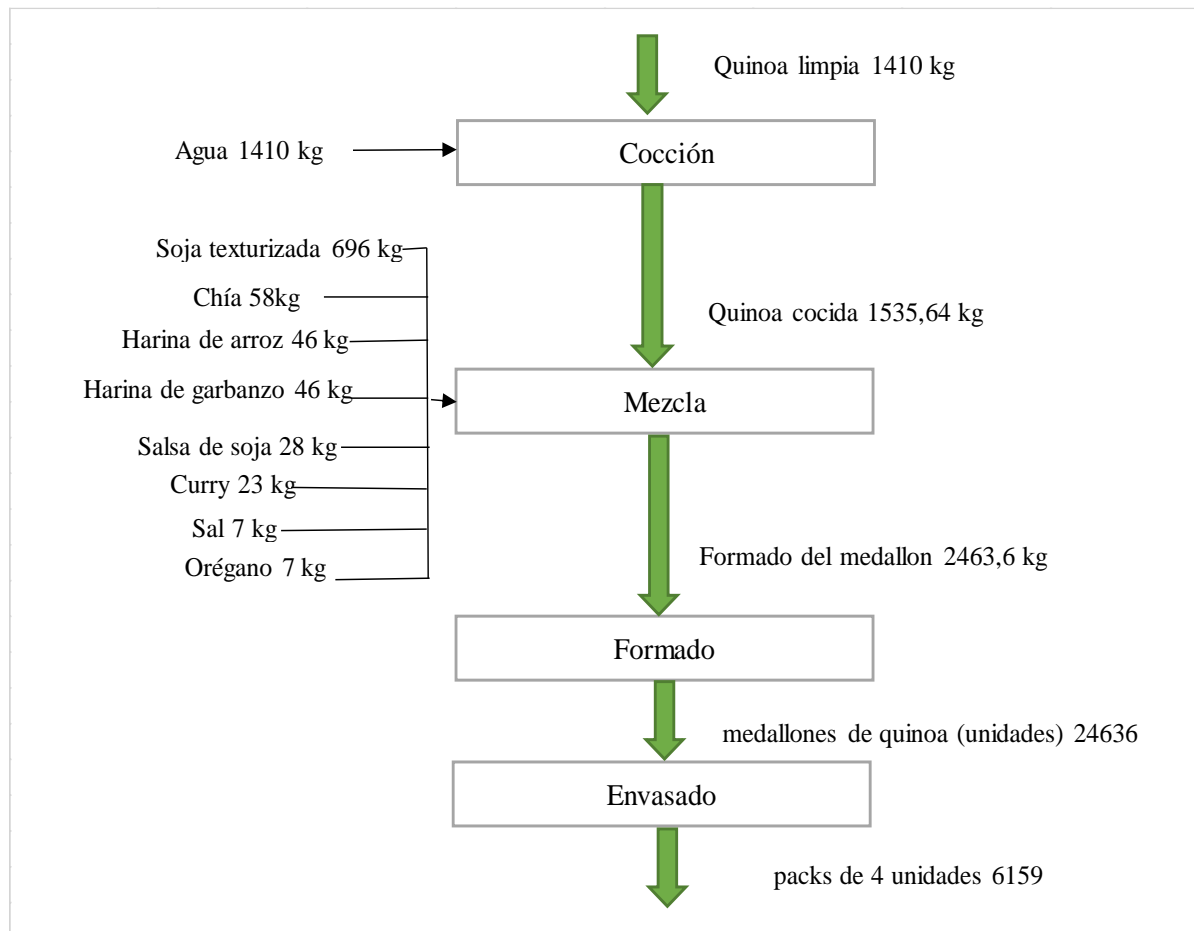 Quinoa limpia 1410 kg
Agua 1410 kg
Cocción
Soja texturizada 696 kg
Chía 58kg
Quinoa cocida 1535,64 kg
Harina de arroz 46 kg
Harina de garbanzo 46 kg
Mezcla
Salsa de soja 28 kg
Curry 23 kg
Sal 7 kg
Orégano 7 kg
Formado del medallon 2463,6 kg
Formado
medallones de quinoa (unidades) 24636
Envasado
packs de 4 unidades 6159